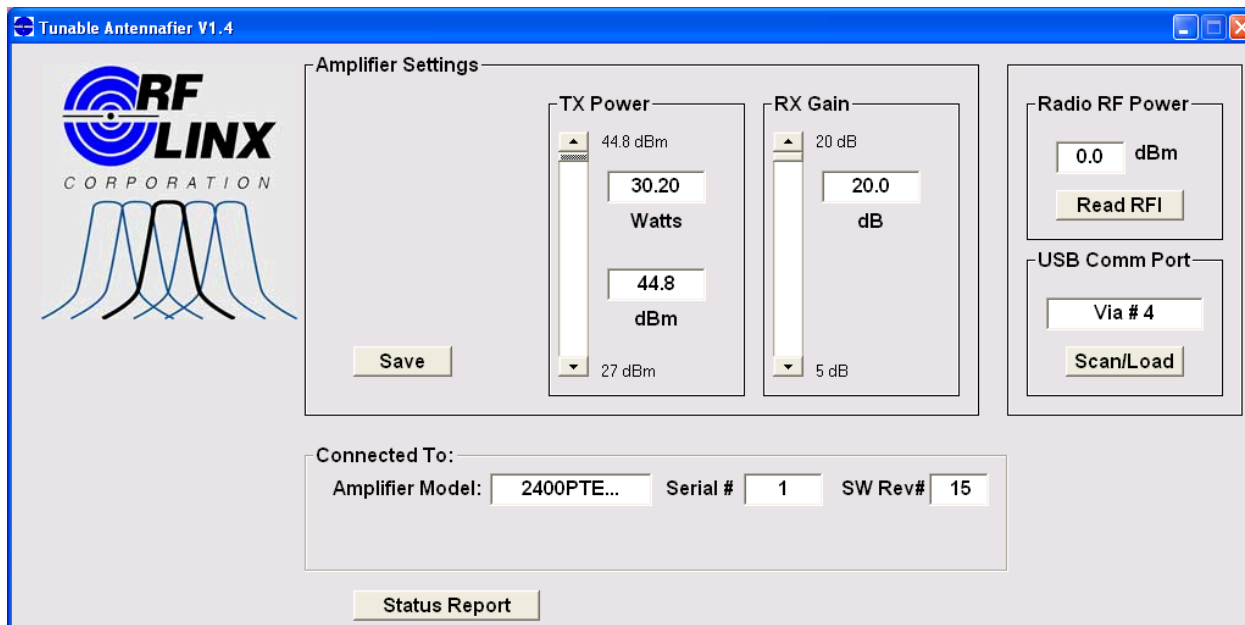 Tunable Antennafier V1.4
RF
LINX
CORPORATION
Amplifier Settings
TX Power
44.8 dBm
30.20
Watts
44.8
dBm
27 dBm
RX Gain
20 dB
20.0
dB
5 dB
Save
Radio RF Power
0.0 dBm
Read RFI
USB Comm Port
Via # 4
Scan/Load
Connected To:
Amplifier Model: 2400PTE... Serial # 1 SW Rev# 15
Status Report